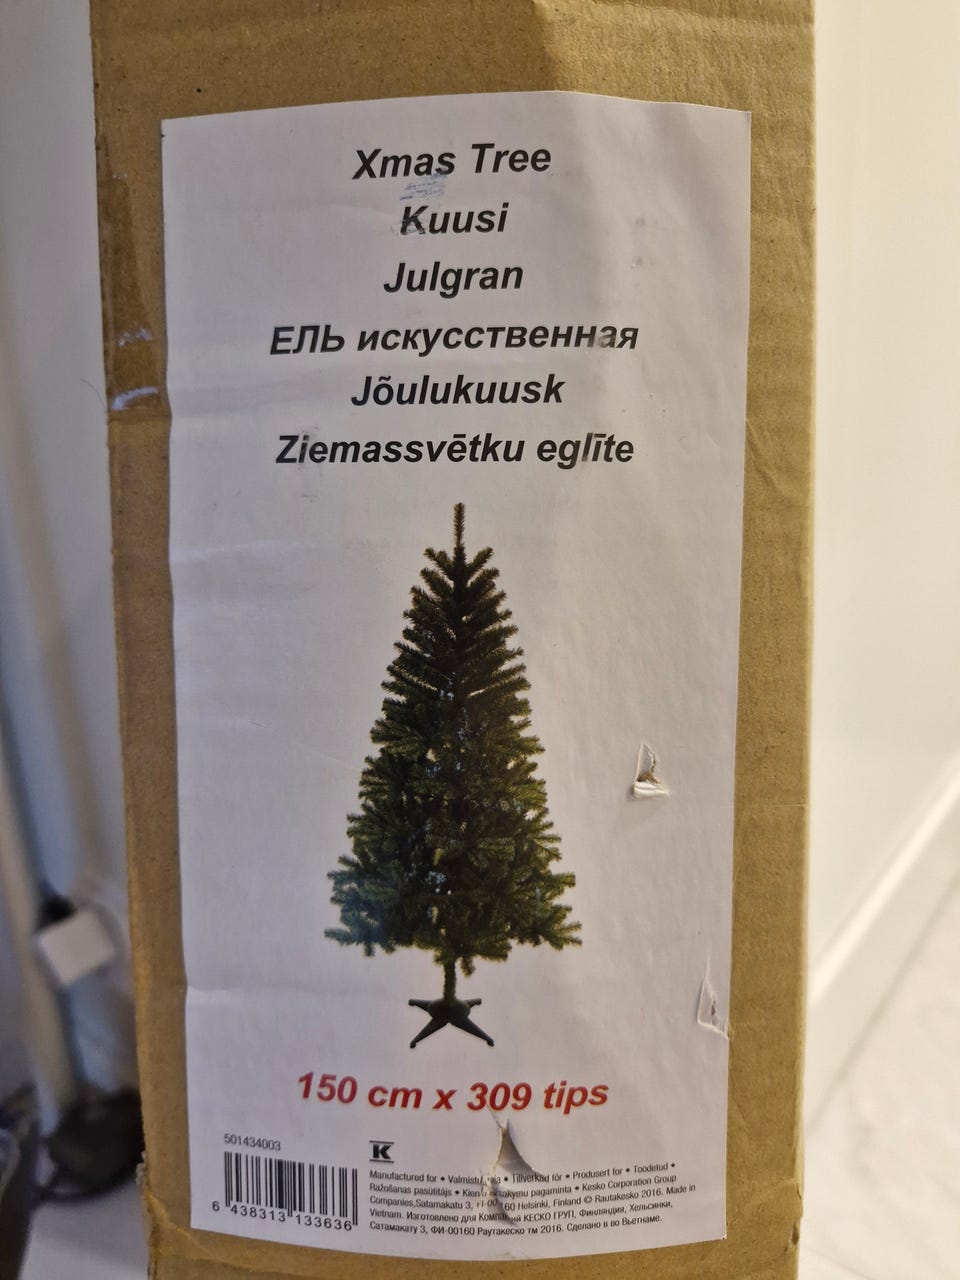 Xmas Tree
Kuusi
Julgran
ЕЛЬ искусственная
Jõulukuusk
Ziemassvētku eglīte
150 cm x 309 tips
501434003
K
Manufactured for • Valmistuttaja • Tillverkad för • Produsert for • Toodetud •
Ražošanas pasūtītājs • Kieno įsakymu pagaminta • Kesko Corporation Group
Companies,Satamakatu 3, FI-00160 Helsinki, Finland © Rautakesko 2016. Made in
Vietnam. Изготовлено для Компаний КЕСКО ГРУП, Финляндия, Хельсинки,
Сатамакату 3, ФИ-00160 Раутакеско тм 2016. Сделано в во Вьетнаме.
6 438313 133636